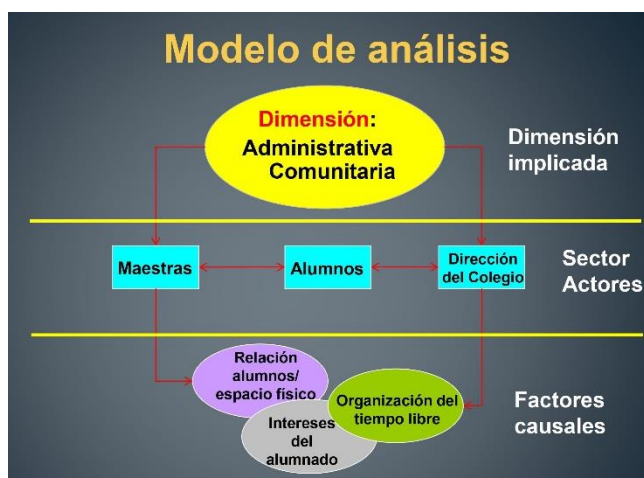 Modelo de análisis
Dimensión:
Administrativa
Comunitaria
Dimensión
implicada
Maestras
Alumnos
Dirección
del Colegio
Sector
Actores
Relación
alumnos/
espacio físico
Organización del
tiempo libre
Intereses
del
alumnado
Factores
causales